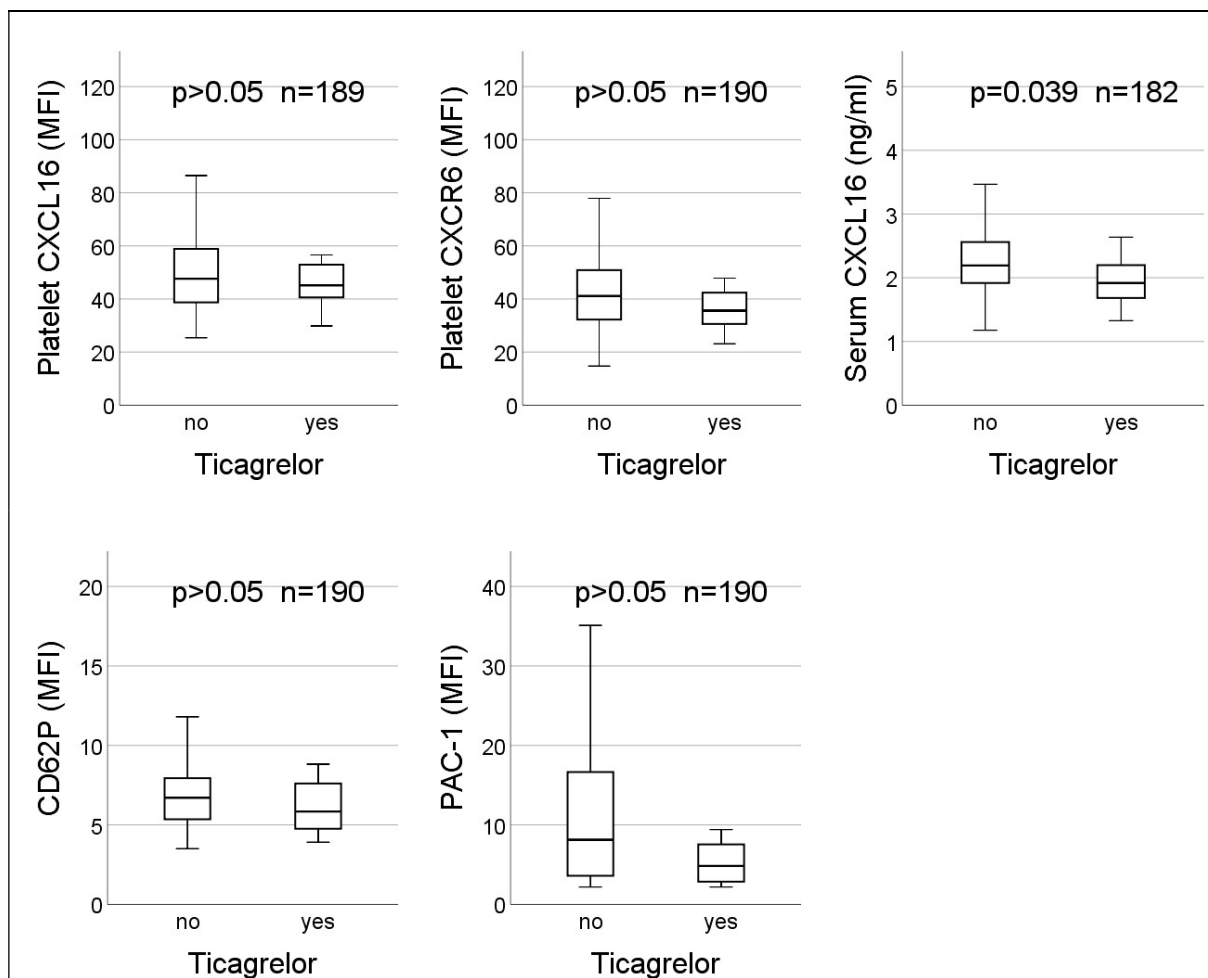 Platelet CXCL16 (MFI)
p>0.05 n=189
120
100
80
60
40
20
0
no yes
Ticagrelor
Platelet CXCR6 (MFI)
p>0.05 n=190
120
100
80
60
40
20
0
no yes
Ticagrelor
Serum CXCL16 (ng/ml)
p=0.039 n=182
5
4
3
2
1
0
no yes
Ticagrelor
CD62P (MFI)
p>0.05 n=190
20
15
10
5
0
no yes
Ticagrelor
PAC-1 (MFI)
p>0.05 n=190
40
30
20
10
0
no yes
Ticagrelor